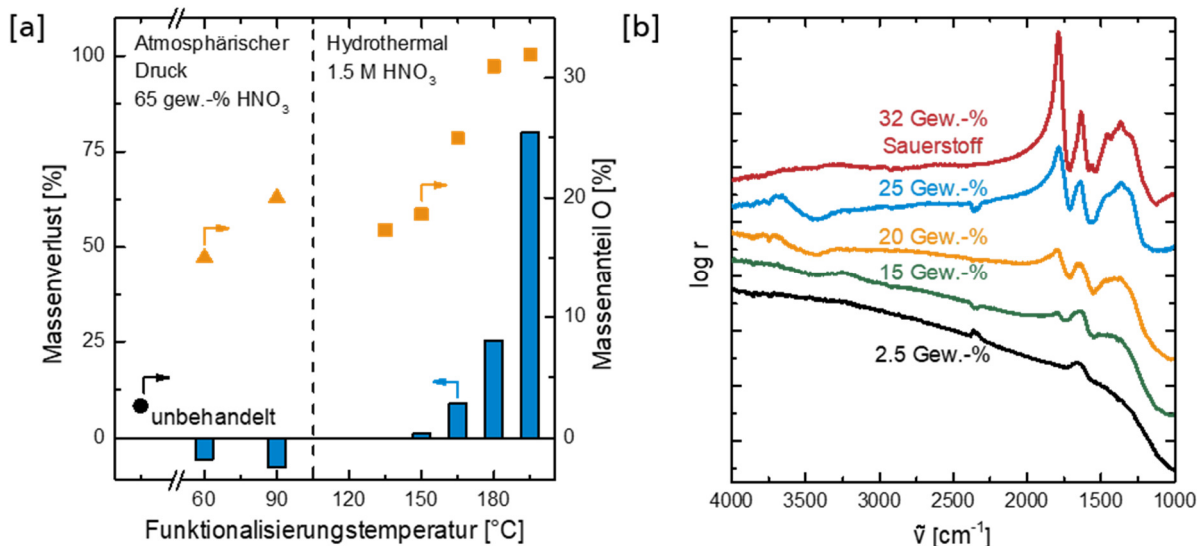 [a]
Atmosphärischer
Druck
65 gew.-% HNO3
Hydrothermal
1.5 M HNO3
Massenverlust [%]
100
75
50
25
0
unbehandelt
30
20
10
0
Massenanteil O [%]
60
90
120
150
180
Funktionalisierungstemperatur [°C]
[b]
log r
32 Gew.-%
Sauerstoff
25 Gew.-%
20 Gew.-%
15 Gew.-%
2.5 Gew.-%
4000
3500
3000
2500
2000
1500
1000
ṽ [cm-1]